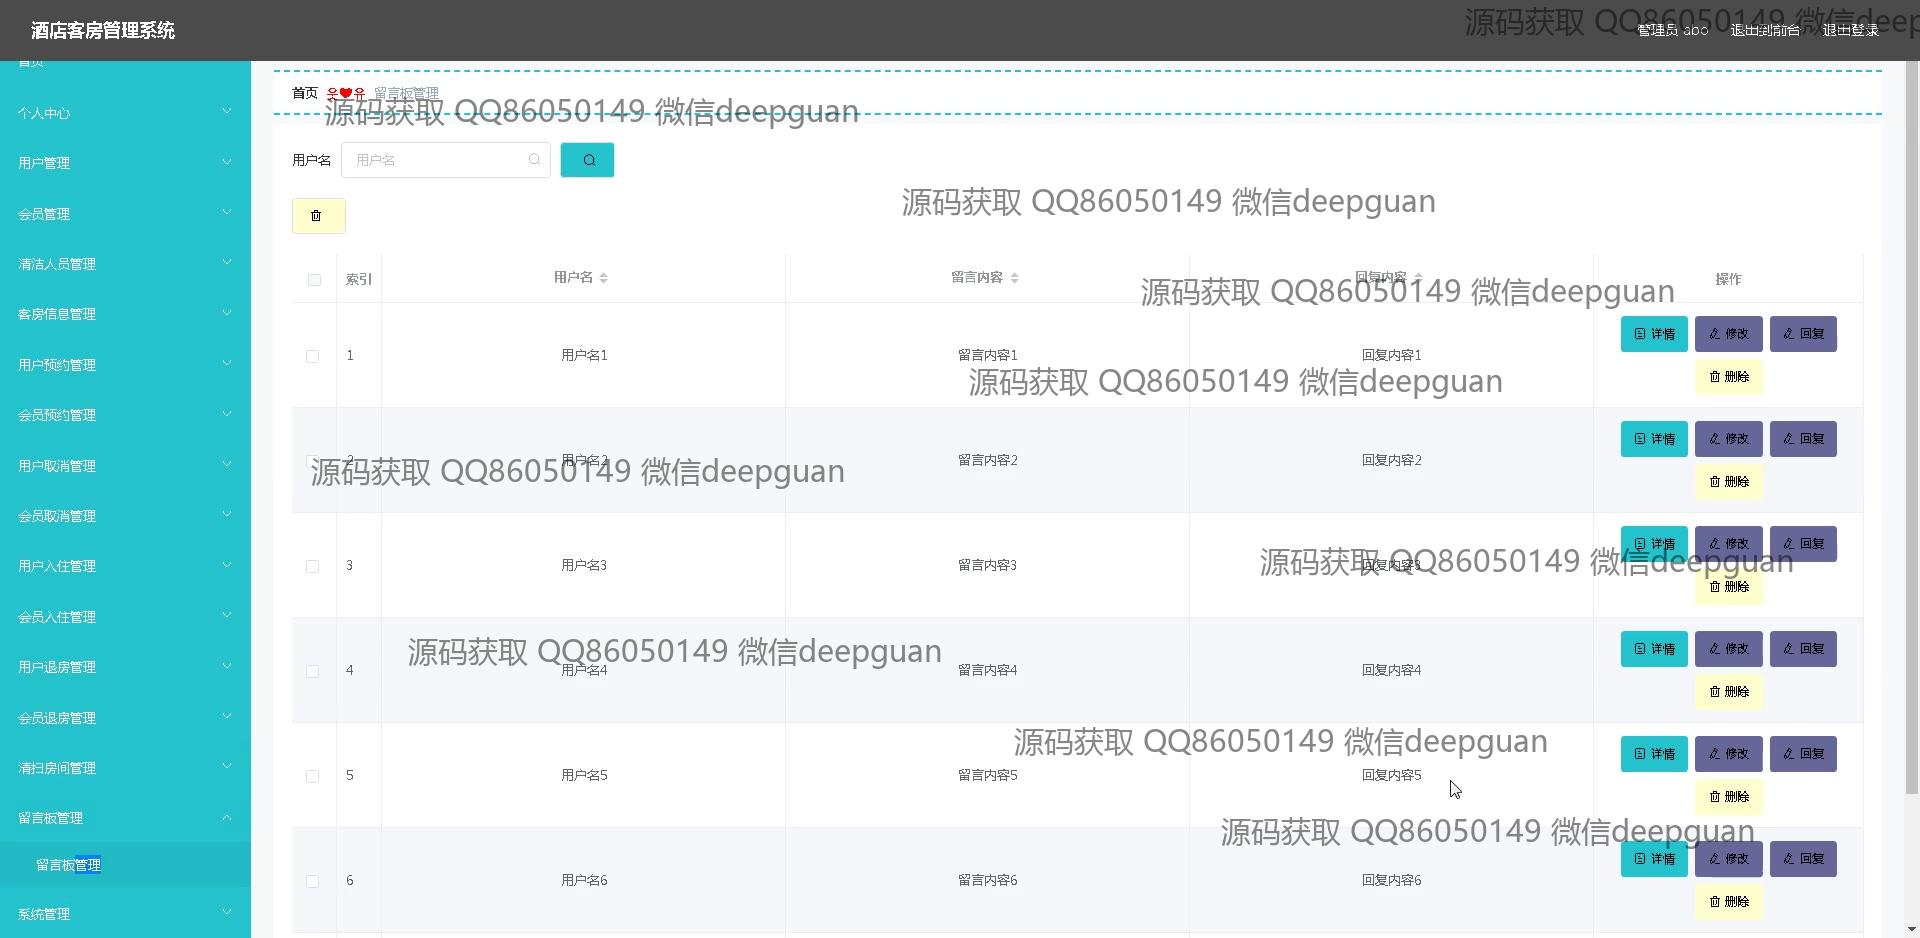 酒店客房管理系统
源码获取 QQ86050149 微信deep
管理员 abo 退出到前台 退出登录
首页
个人中心
用户管理
会员管理
清洁人员管理
客房信息管理
用户预约管理
会员预约管理
用户取消管理
会员取消管理
用户入住管理
会员入住管理
用户退房管理
会员退房管理
清扫房间管理
留言板管理
留言板管理
系统管理
首页 웃❤유 留言板管理
源码获取 QQ86050149 微信deepguan
用户名 用户名
源码获取 QQ86050149 微信deepguan
索引 用户名 留言内容 回复内容 操作
源码获取 QQ86050149 微信deepguan
1 用户名1 留言内容1 回复内容1 详情 修改 回复
删除
源码获取 QQ86050149 微信deepguan
2 用户名2 留言内容2 回复内容2 详情 修改 回复
删除
源码获取 QQ86050149 微信deepguan
3 用户名3 留言内容3 回复内容3 详情 修改 回复
删除
源码获取 QQ86050149 微信deepguan
4 用户名4 留言内容4 回复内容4 详情 修改 回复
删除
源码获取 QQ86050149 微信deepguan
5 用户名5 留言内容5 回复内容5 详情 修改 回复
删除
源码获取 QQ86050149 微信deepguan
6 用户名6 留言内容6 回复内容6 详情 修改 回复
删除
源码获取 QQ86050149 微信deepguan